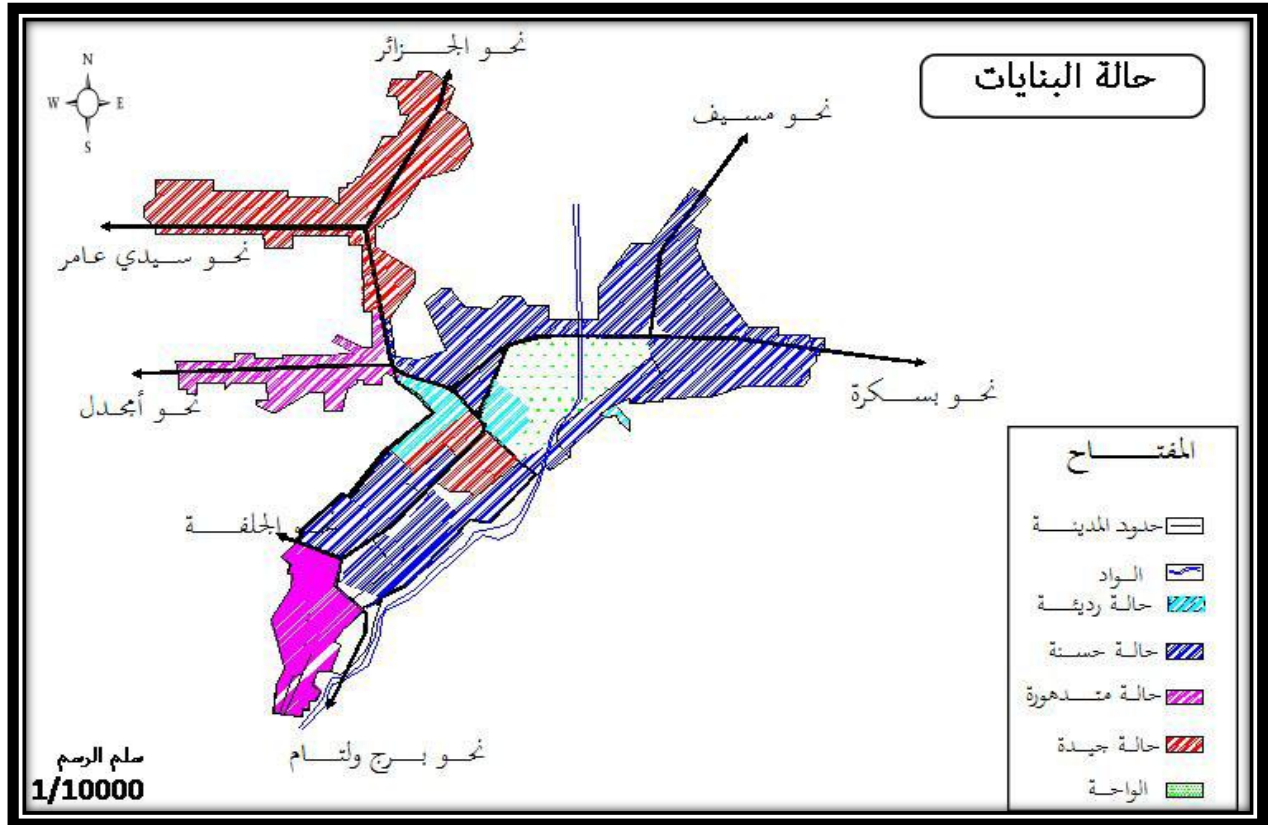 حالة البنايات
نحو الجزائر
نحو مسيف
N
W E
S
نحو سيدي عامر
نحو أمجدل
نحو بسكرة
نحو الجلفة
نحو برج ولتام
المفتاح
حدود المدينة
الواد
حالة رديئة
حالة حسنة
حالة متدهورة
حالة جيدة
الواحة
سلم الرسم
1/10000